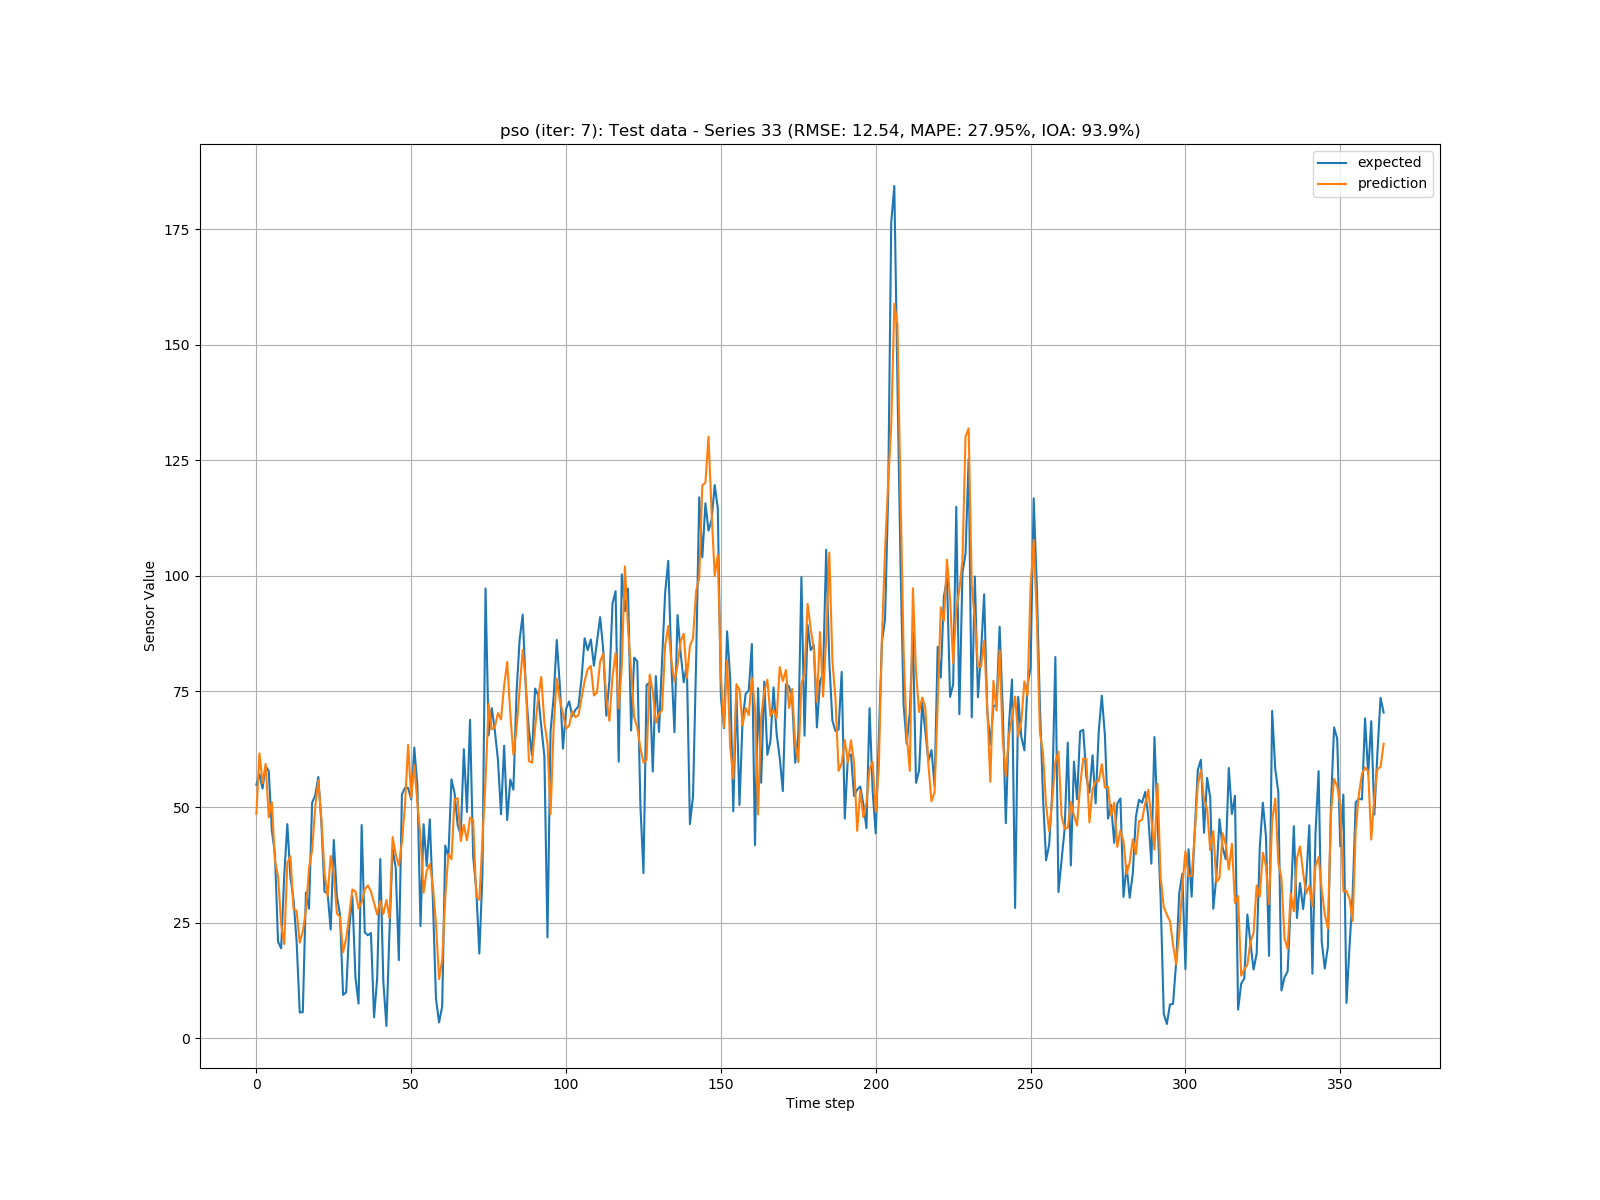 pso (iter: 7): Test data - Series 33 (RMSE: 12.54, MAPE: 27.95%, IOA: 93.9%)
expected
prediction
175
150
125
100
75
50
25
0
Sensor Value
0 50 100 150 200 250 300 350
Time step